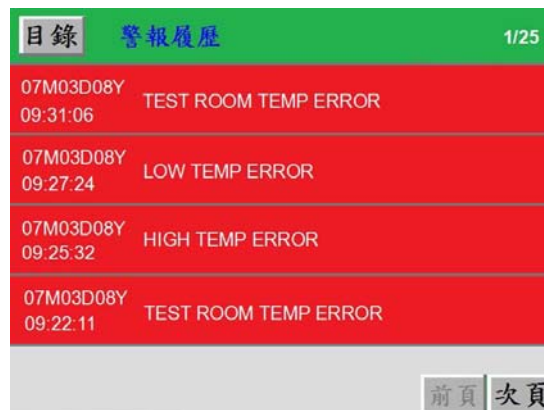 目錄 警報履歷 1/25
07M03D08Y
09:31:06 TEST ROOM TEMP ERROR
07M03D08Y
09:27:24 LOW TEMP ERROR
07M03D08Y
09:25:32 HIGH TEMP ERROR
07M03D08Y
09:22:11 TEST ROOM TEMP ERROR
前頁 次頁